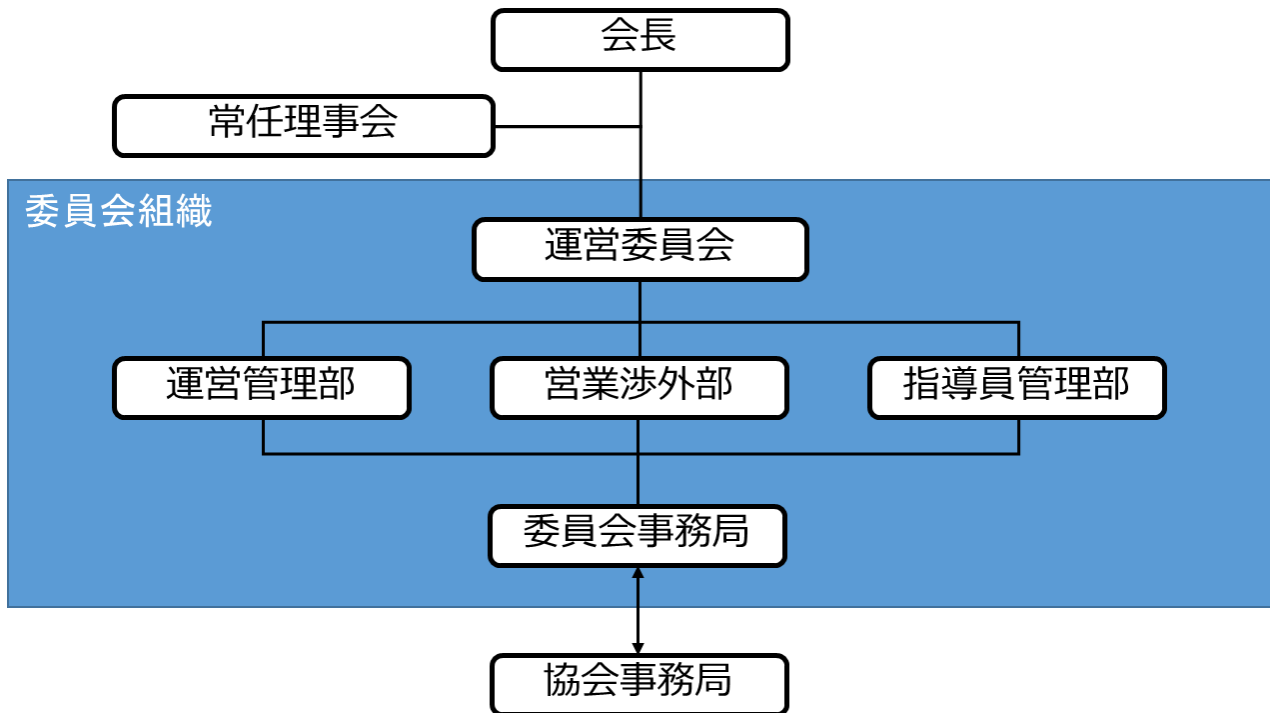 会長
常任理事会
委員会組織
運営委員会
運営管理部
営業渉外部
指導員管理部
委員会事務局
協会事務局